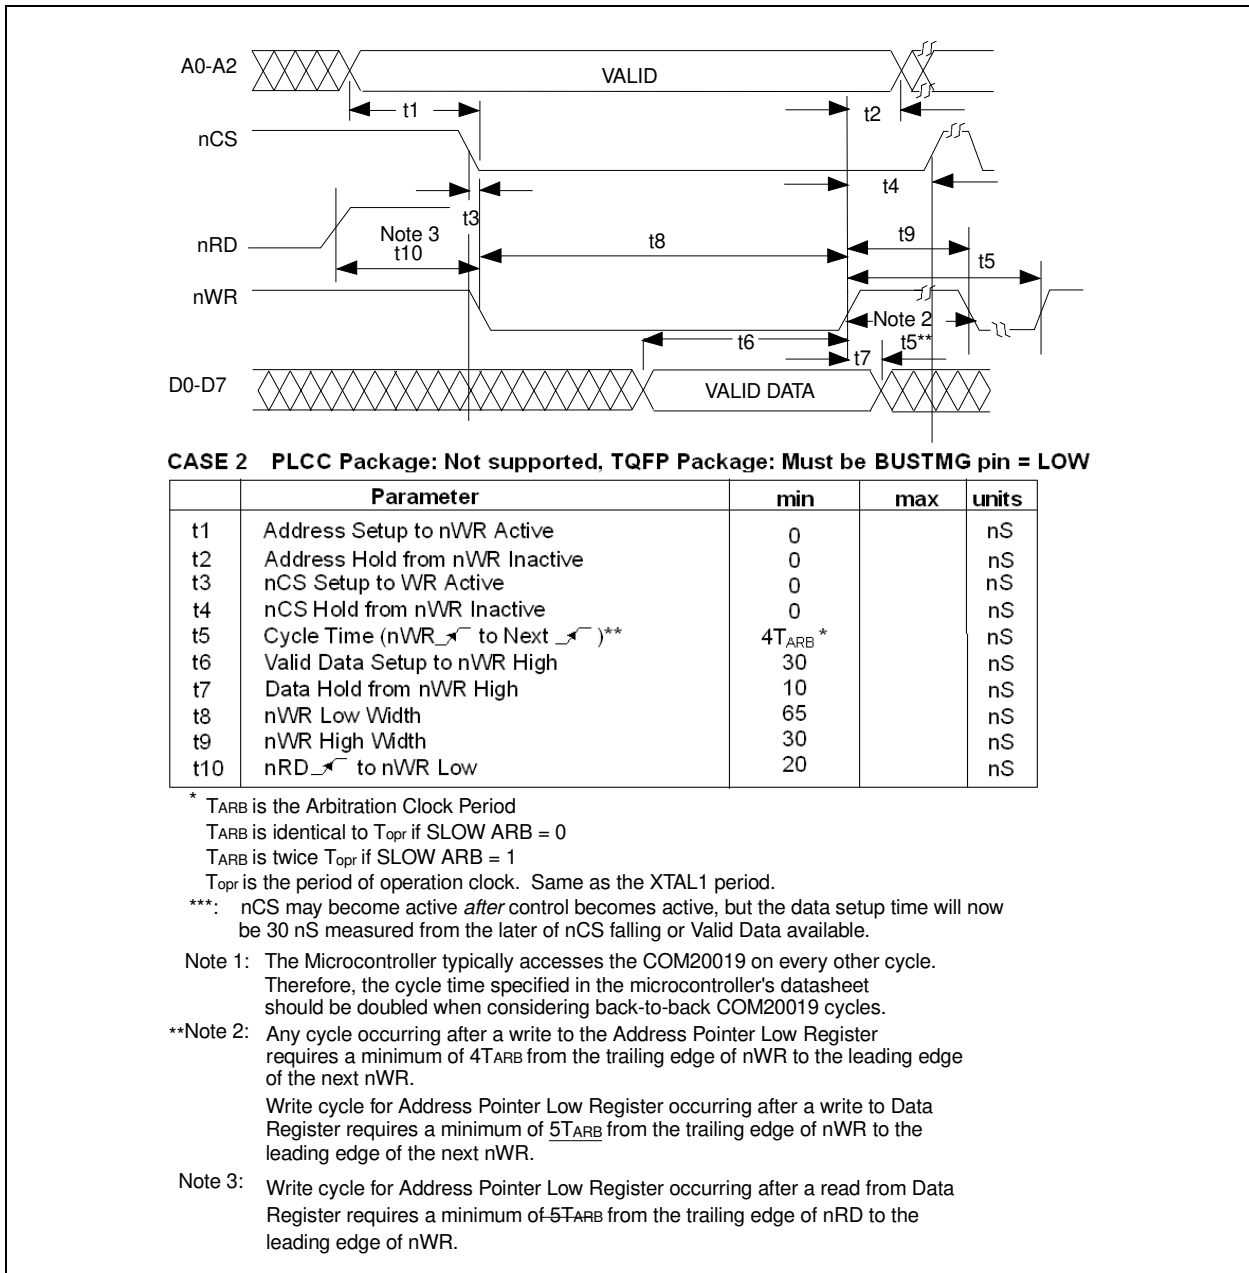 A0-A2
VALID
t1
t2
nCS
t4
t3
nRD
Note 3
t10
t8
t9
t5
nWR
Note 2
t6
t5**
t7
D0-D7
VALID DATA
CASE 2 PLCC Package: Not supported, TQFP Package: Must be BUSTMG pin = LOW
Parameter min max units
t1 Address Setup to nWR Active 0 nS
t2 Address Hold from nWR Inactive 0 nS
t3 nCS Setup to WR Active 0 nS
t4 nCS Hold from nWR Inactive 0 nS
t5 Cycle Time (nWR to Next )** 4TARB* nS
t6 Valid Data Setup to nWR High 30 nS
t7 Data Hold from nWR High 10 nS
t8 nWR Low Width 65 nS
t9 nWR High Width 30 nS
t10 nRD to nWR Low 20 nS
* TARB is the Arbitration Clock Period
TARB is identical to Topr if SLOW ARB = 0
TARB is twice Topr if SLOW ARB = 1
Topr is the period of operation clock. Same as the XTAL1 period.
***: nCS may become active after control becomes active, but the data setup time will now
be 30 nS measured from the later of nCS falling or Valid Data available.
Note 1: The Microcontroller typically accesses the COM20019 on every other cycle.
Therefore, the cycle time specified in the microcontroller's datasheet
should be doubled when considering back-to-back COM20019 cycles.
**Note 2: Any cycle occurring after a write to the Address Pointer Low Register
requires a minimum of 4TARB from the trailing edge of nWR to the leading edge
of the next nWR.
Write cycle for Address Pointer Low Register occurring after a write to Data
Register requires a minimum of 5TARB from the trailing edge of nWR to the
leading edge of the next nWR.
Note 3: Write cycle for Address Pointer Low Register occurring after a read from Data
Register requires a minimum of 5TARB from the trailing edge of nRD to the
leading edge of nWR.